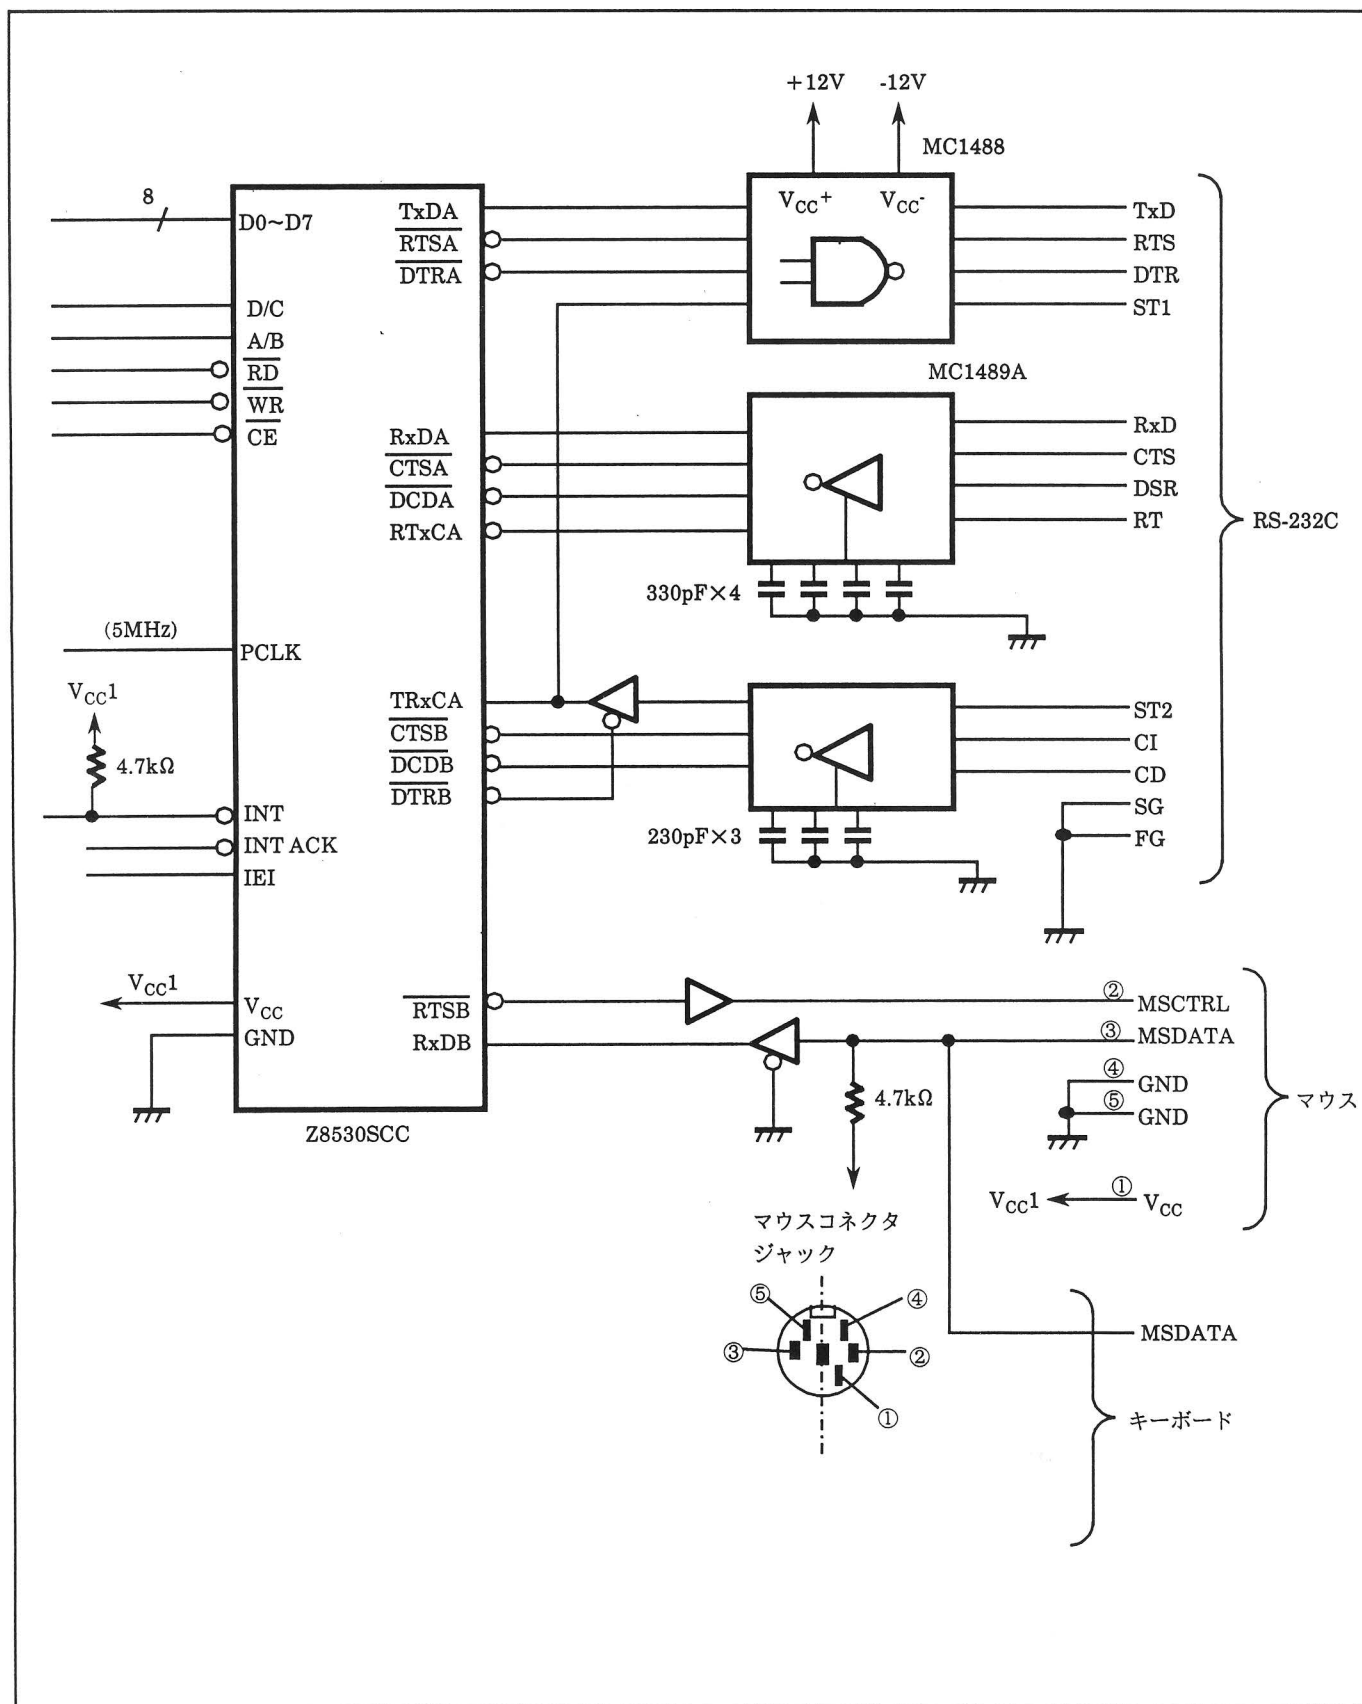 +12V -12V
MC1488
8
D0~D7
TxDA
RTSA
DTRA
VCC+ VCC-
TxD
RTS
DTR
ST1
D/C
A/B
RD
WR
CE
MC1489A
RxDA
CTSA
DCDA
RTxCA
RxD
CTS
DSR
RT
RS-232C
330pF×4
(5MHz)
PCLK
VCC1
4.7kΩ
TRxCA
CTSB
DCDB
DTRB
ST2
CI
CD
SG
FG
230pF×3
INT
INT ACK
IEI
VCC1
VCC
GND
RTSB
RxDB
② MSCTRL
③ MSDATA
④ GND
⑤ GND
マウス
4.7kΩ
Z8530SCC
VCC1 ① VCC
マウスコネクタ
ジャック
⑤ ④
③ ②
①
MSDATA
キーボード